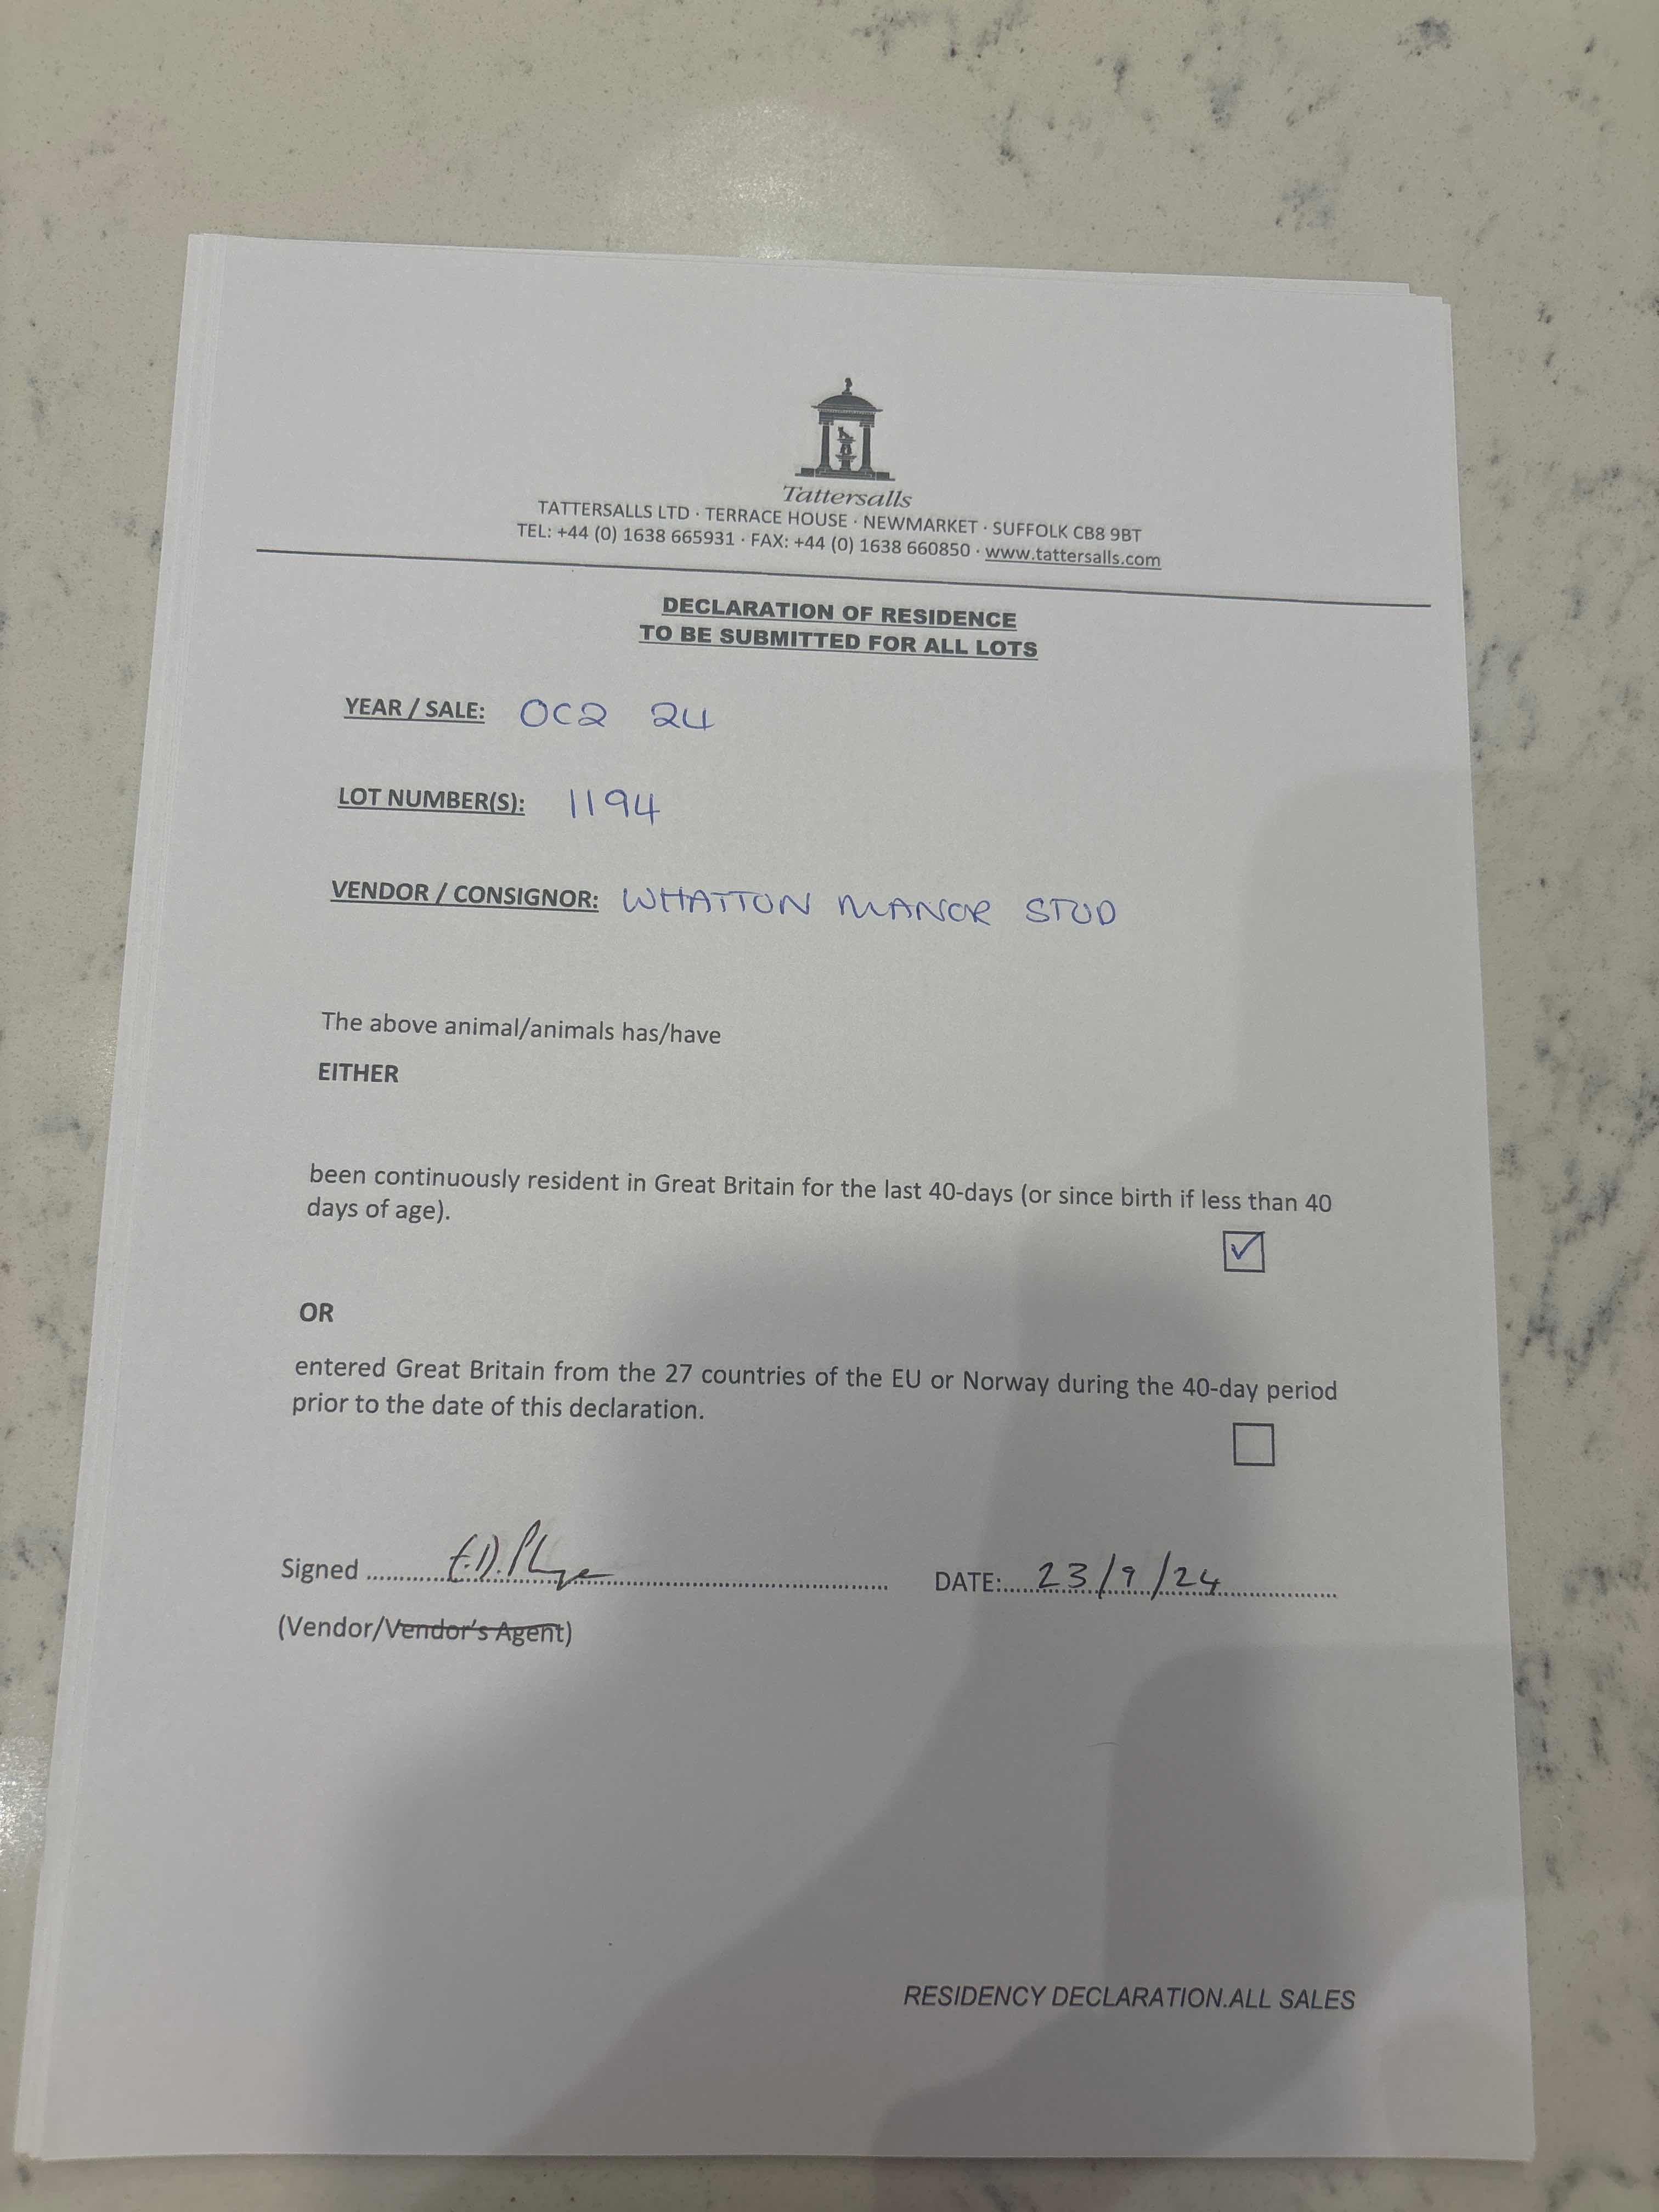 Tattersalls
TATTERSALLS LTD · TERRACE HOUSE · NEWMARKET · SUFFOLK CB8 9BT
TEL: +44 (0) 1638 665931 · FAX: +44 (0) 1638 660850 · www.tattersalls.com
DECLARATION OF RESIDENCE
TO BE SUBMITTED FOR ALL LOTS
YEAR / SALE: OC2 24
LOT NUMBER(S): 1194
VENDOR / CONSIGNOR: WHATTON MANOR STUD
The above animal/animals has/have
EITHER
been continuously resident in Great Britain for the last 40-days (or since birth if less than 40
days of age).
OR
entered Great Britain from the 27 countries of the EU or Norway during the 40-day period
prior to the date of this declaration.
Signed DATE: 23/9/24
(Vendor/Vendor's Agent)
RESIDENCY DECLARATION.ALL SALES